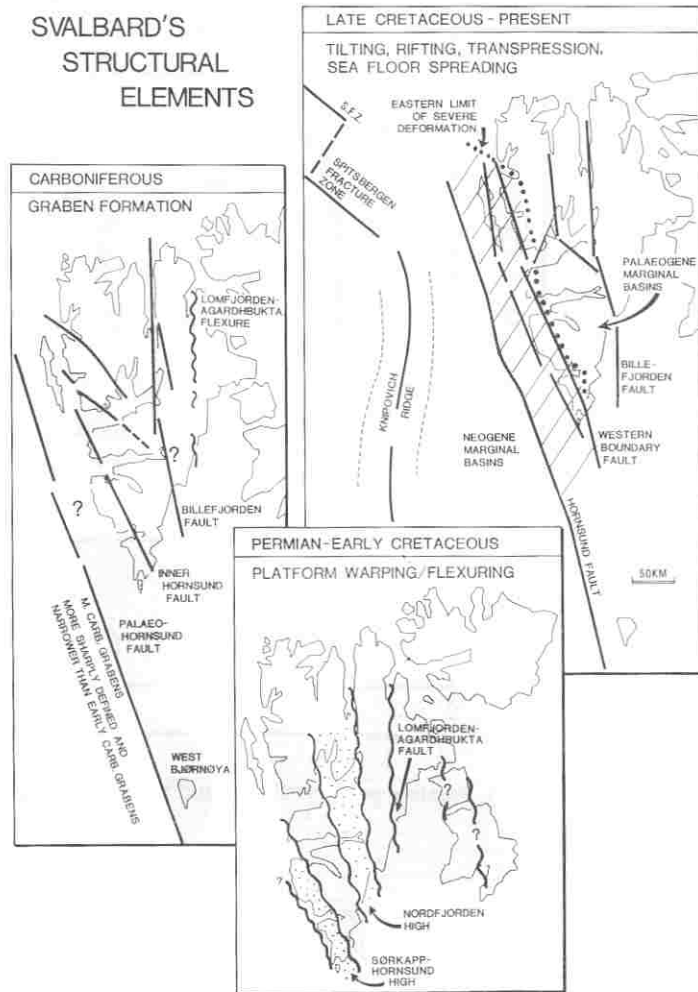 SVALBARD'S
STRUCTURAL
ELEMENTS
CARBONIFEROUS
GRABEN FORMATION
LOMFJORDEN-
AGARDHBUKTA
FLEXURE
?
?
BILLEFJORDEN
FAULT
INNER
HORNSUND
FAULT
PALAEO-
HORNSUND
FAULT
M. CARB. GRABENS
MORE SHARPLY DEFINED AND
NARROWER THAN EARLY CARB. GRABENS
WEST
BJØRNØYA
LATE CRETACEOUS - PRESENT
TILTING, RIFTING, TRANSPRESSION,
SEA FLOOR SPREADING
S.F.Z.
EASTERN LIMIT
OF SEVERE
DEFORMATION
SPITSBERGEN
FRACTURE
ZONE
PALAEOGENE
MARGINAL
BASINS
KNIPOVICH
RIDGE
BILLE-
FJORDEN
FAULT
NEOGENE
MARGINAL
BASINS
WESTERN
BOUNDARY
FAULT
HORNSUND FAULT
50KM
PERMIAN-EARLY CRETACEOUS
PLATFORM WARPING/FLEXURING
LOMFJORDEN-
AGARDHBUKTA
FAULT
?
?
?
NORDFJORDEN
HIGH
SØRKAPP-
HORNSUND
HIGH